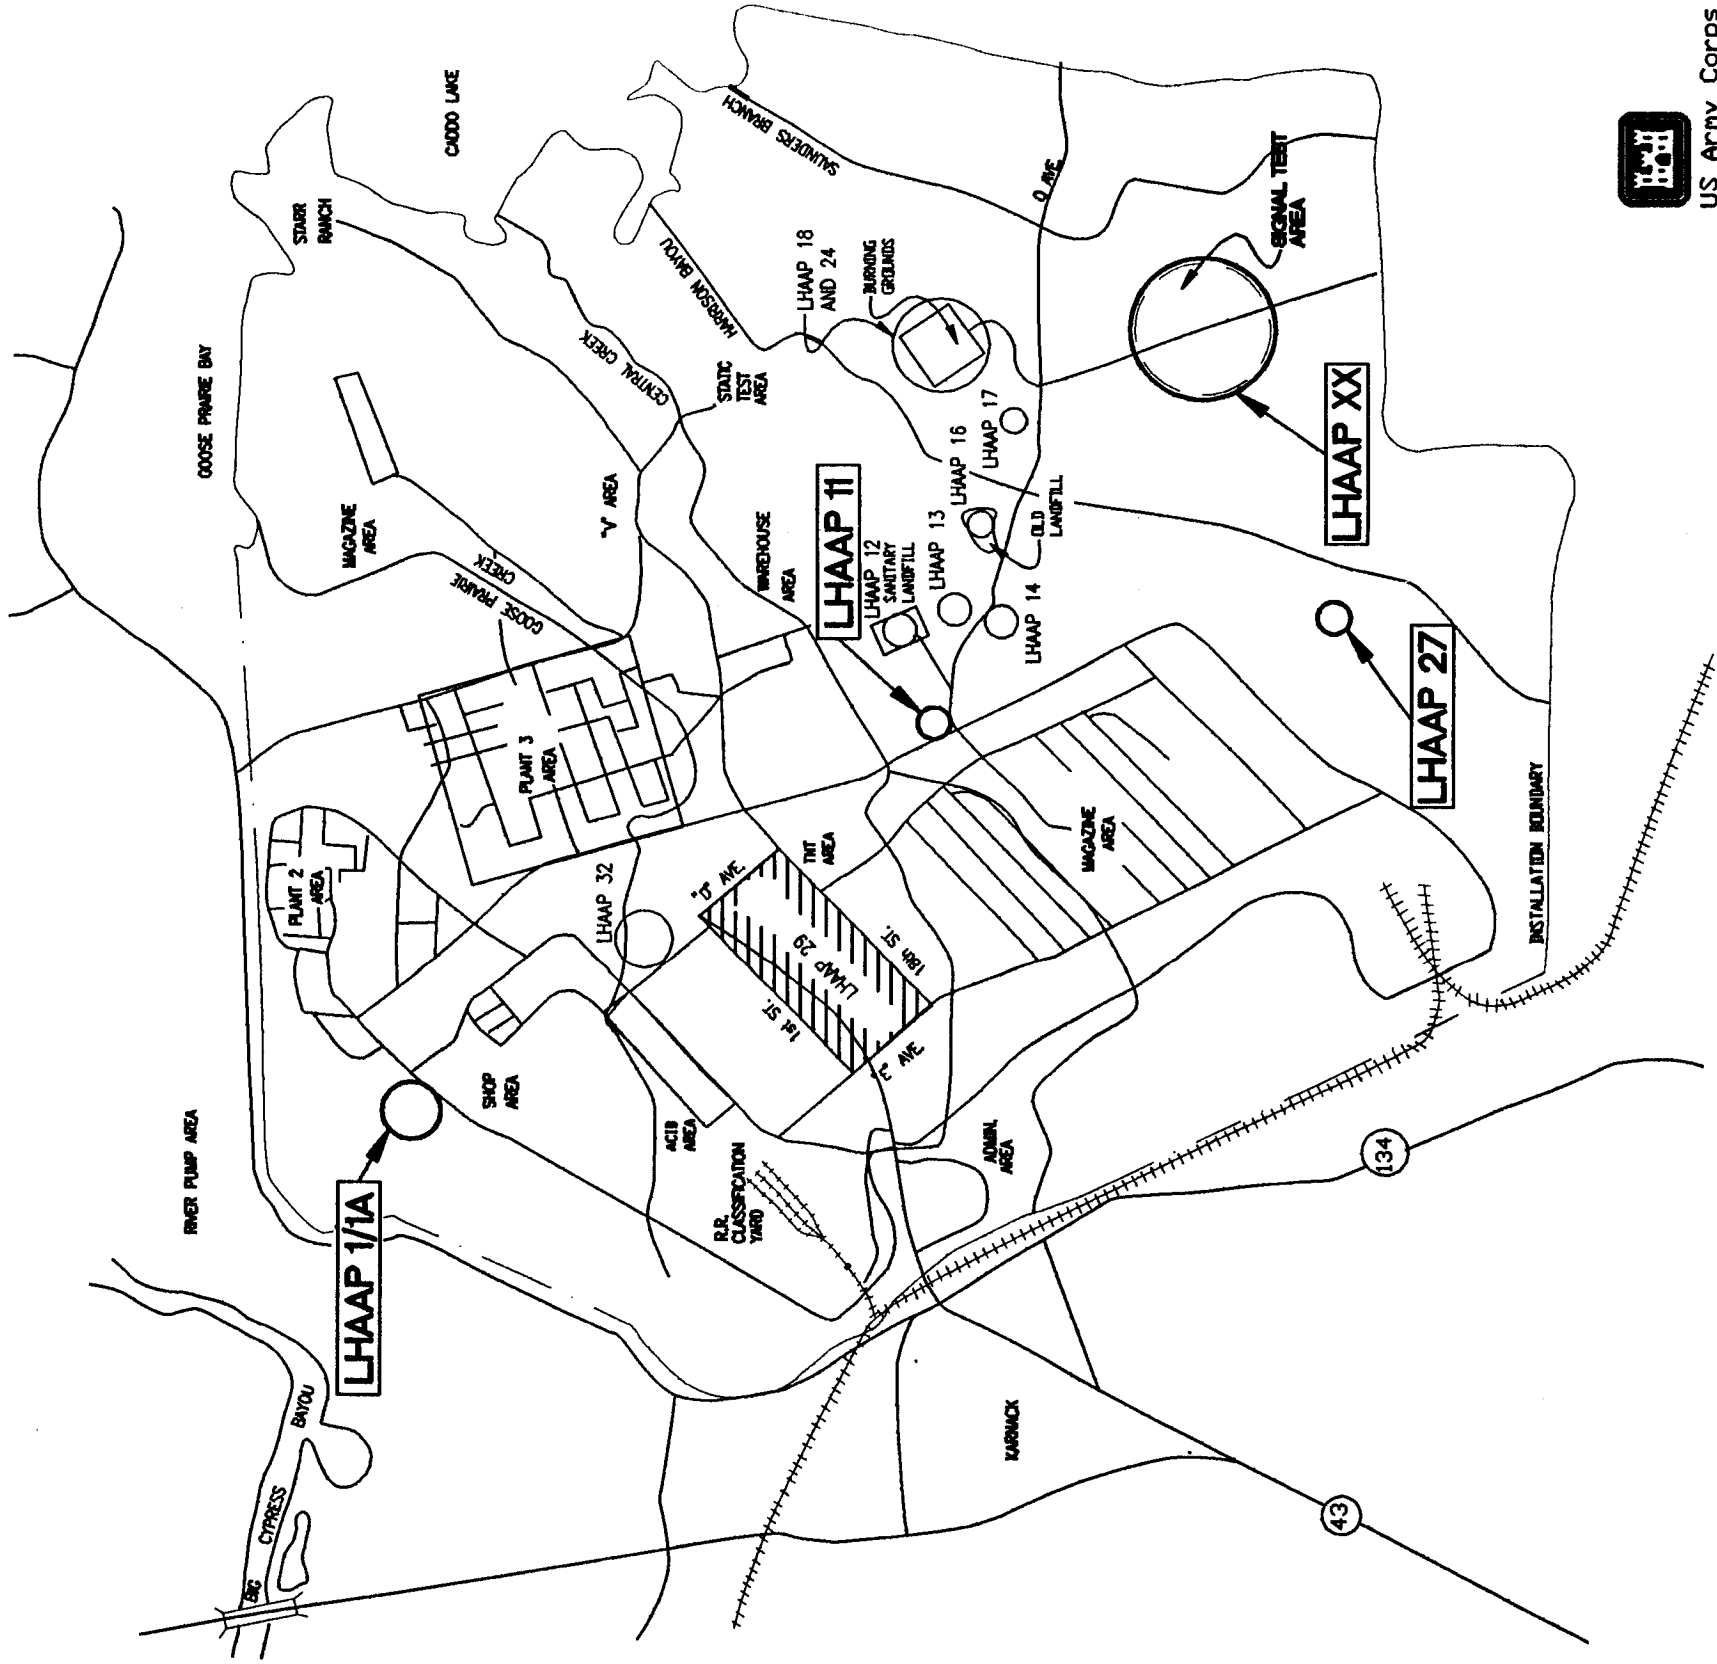 RIVER PUMP AREA
GOOSE PRAIRIE BAY
CADDO LAKE
STARR
RANCH
BIG
CYPRESS
BAYOU
LHAAP 1/1A
PLANT 2
AREA
MAGAZINE
AREA
GOOSE PRAIRIE
CREEK
SHOP
AREA
PLANT 3
AREA
"V" AREA
CENTRAL CREEK
HARRISON BAYOU
SAUNDERS BRANCH
LHAAP 32
ACID
AREA
R.R.
CLASSIFICATION
YARD
"D" AVE.
1st ST.
LHAAP 29
18th ST.
"3" AVE.
TNT
AREA
WAREHOUSE
AREA
STATIC
TEST
AREA
LHAAP 18
AND 24
BURNING
GROUNDS
LHAAP 11
LHAAP 12
SANITARY
LANDFILL
LHAAP 13
LHAAP 16
LHAAP 17
LHAAP 14
OLD
LANDFILL
Q AVE.
ADMIN.
AREA
KARNACK
MAGAZINE
AREA
SIGNAL TEST
AREA
LHAAP XX
LHAAP 27
134
43
INSTALLATION BOUNDARY
US Army Corps